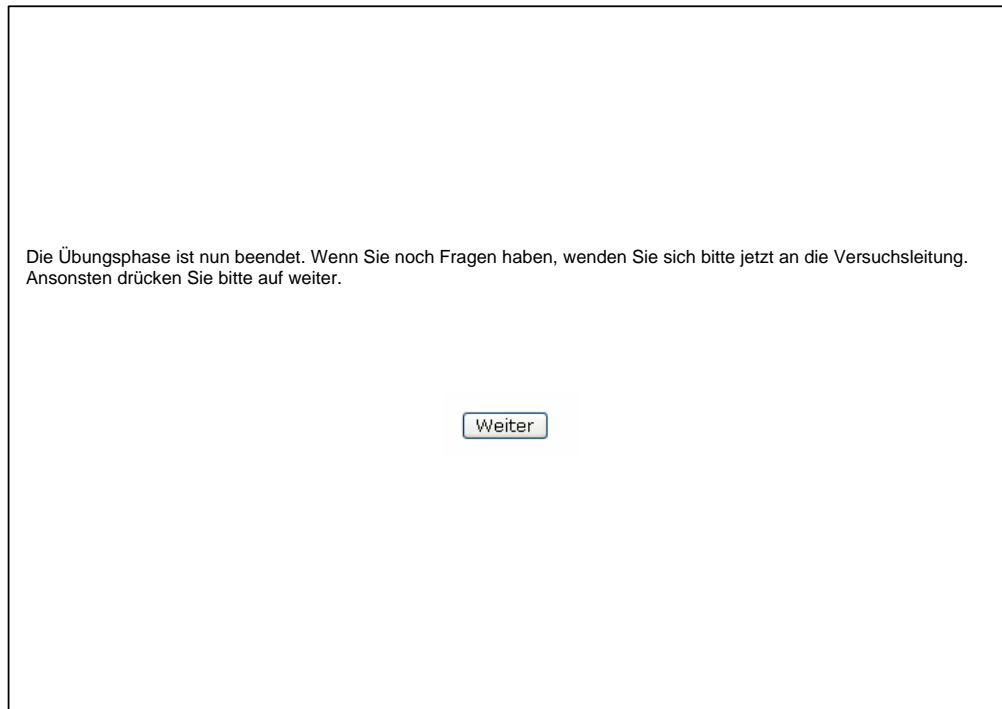 Die Übungsphase ist nun beendet. Wenn Sie noch Fragen haben, wenden Sie sich bitte jetzt an die Versuchsleitung.
Ansonsten drücken Sie bitte auf weiter.
Weiter